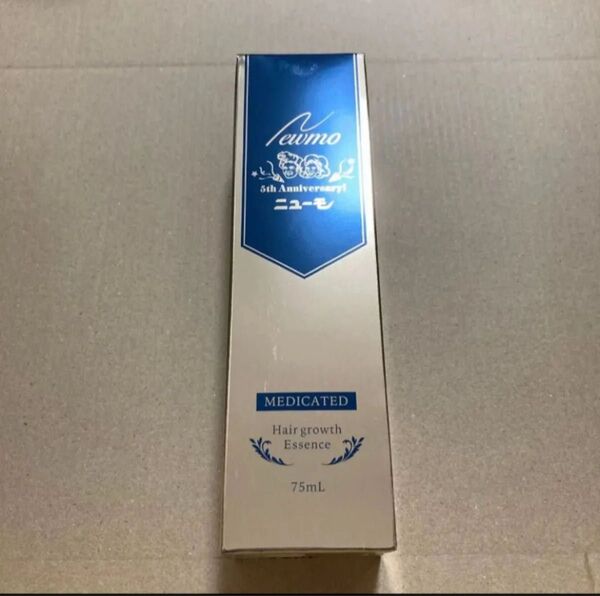 Newmo
5th Anniversary!
ニューモ
MEDICATED
Hair growth
Essence
75mL